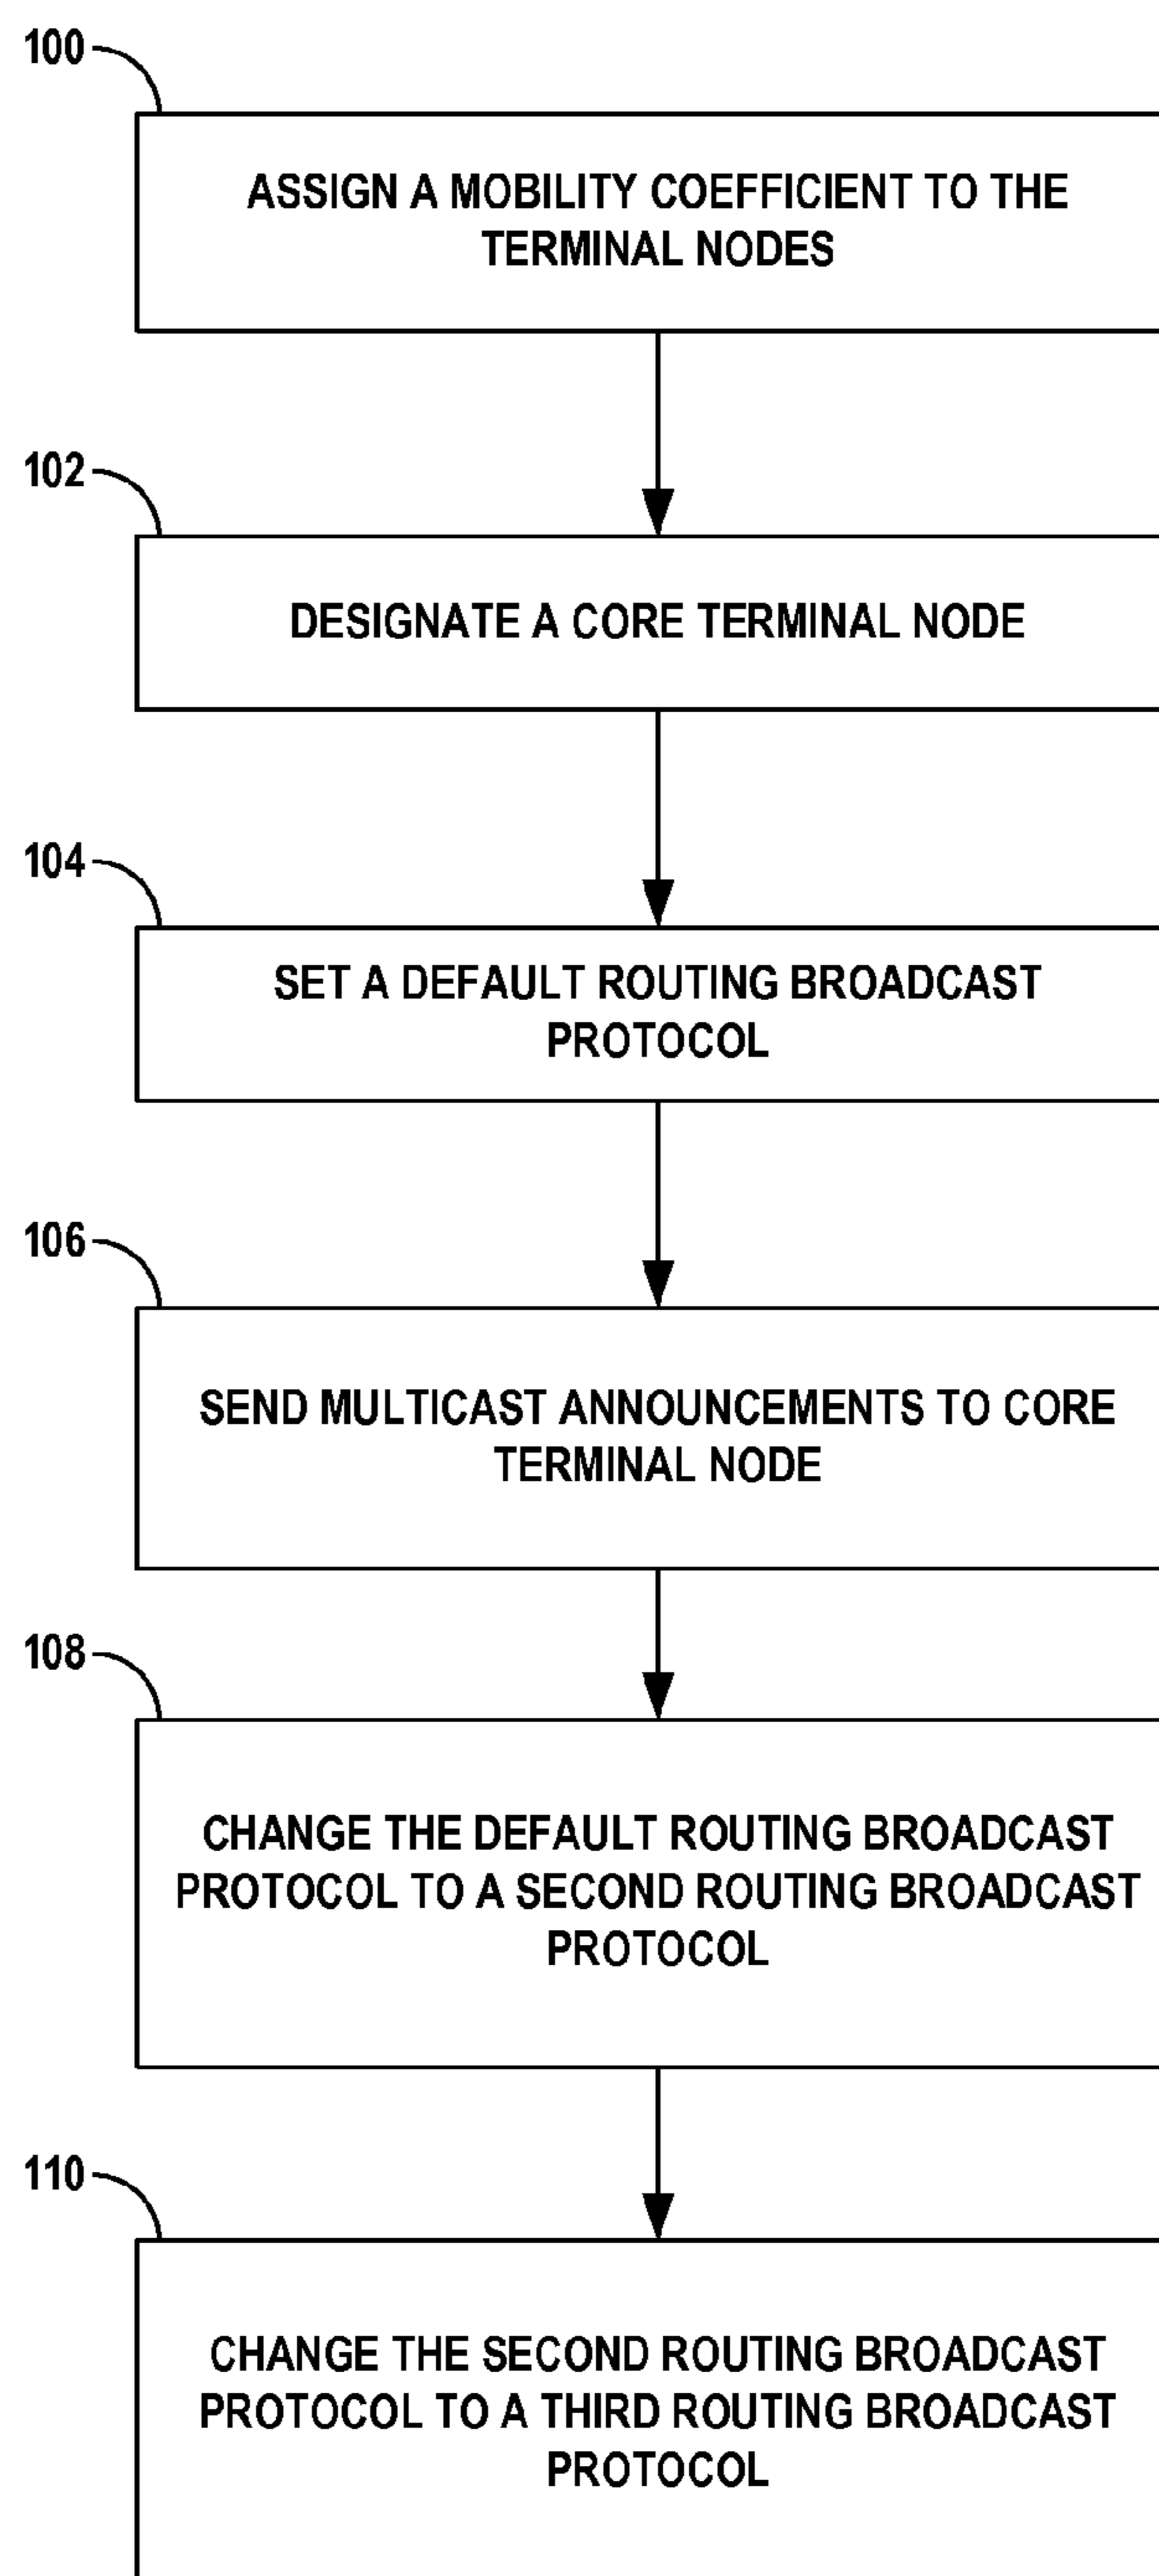 100
ASSIGN A MOBILITY COEFFICIENT TO THE
TERMINAL NODES
102
DESIGNATE A CORE TERMINAL NODE
104
SET A DEFAULT ROUTING BROADCAST
PROTOCOL
106
SEND MULTICAST ANNOUNCEMENTS TO CORE
TERMINAL NODE
108
CHANGE THE DEFAULT ROUTING BROADCAST
PROTOCOL TO A SECOND ROUTING BROADCAST
PROTOCOL
110
CHANGE THE SECOND ROUTING BROADCAST
PROTOCOL TO A THIRD ROUTING BROADCAST
PROTOCOL